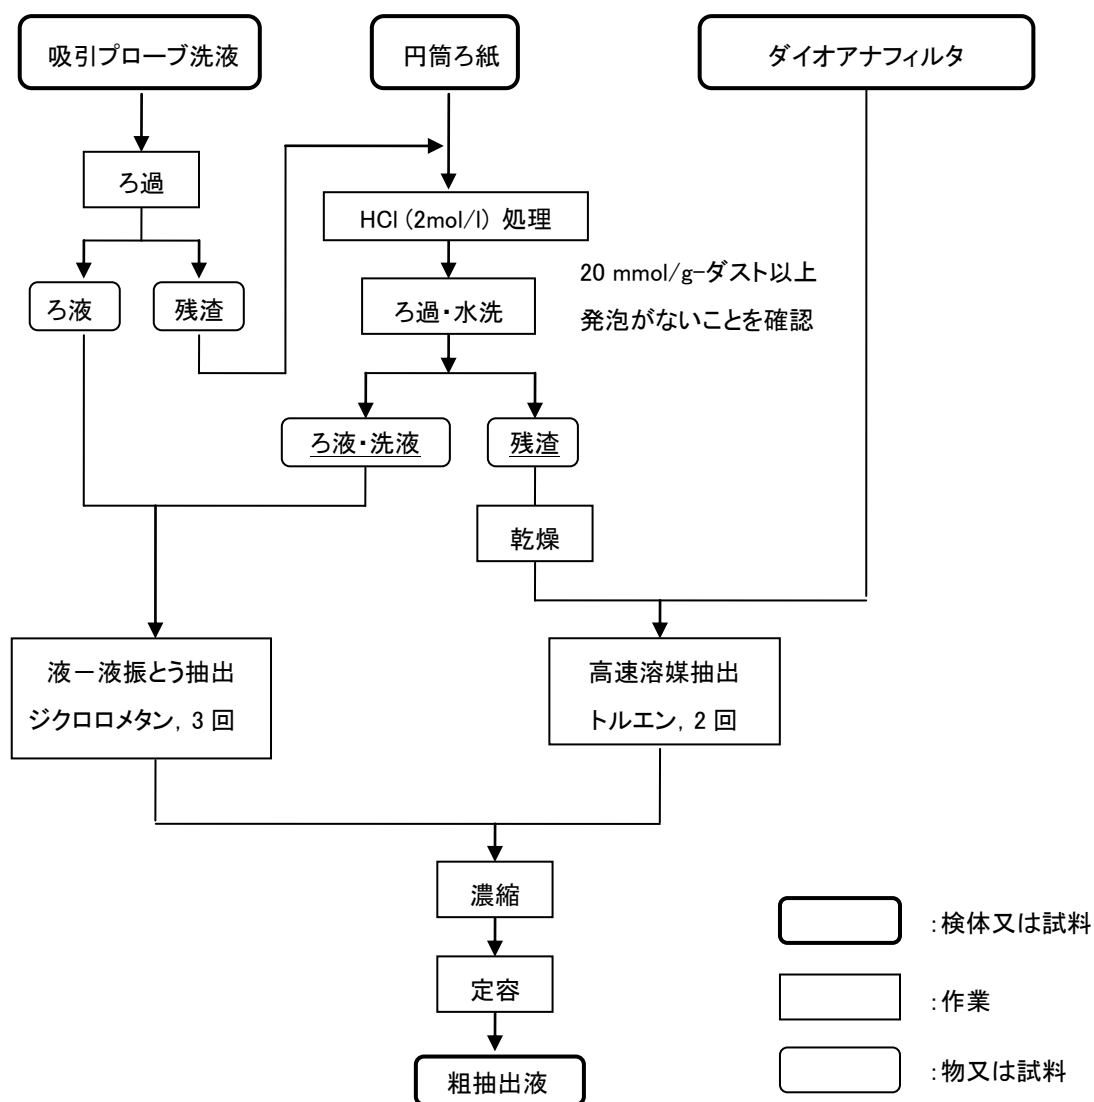 吸引プローブ洗液
円筒ろ紙
ダイオアナフィルタ
ろ過
HCl (2mol/l) 処理
20 mmol/g-ダスト以上
発泡がないことを確認
ろ過・水洗
ろ液
残渣
ろ液・洗液
残渣
乾燥
液－液振とう抽出
ジクロロメタン, 3 回
高速溶媒抽出
トルエン, 2 回
濃縮
定容
粗抽出液
:検体又は試料
:作業
:物又は試料